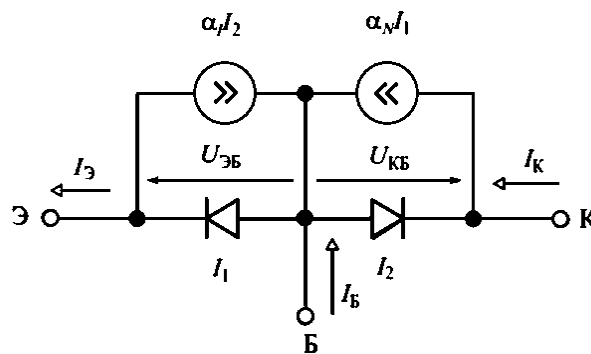 α_I I_2 α_N I_1
U_ЭБ U_КБ
I_Э I_К
Э К
I_1 I_2
I_Б
Б